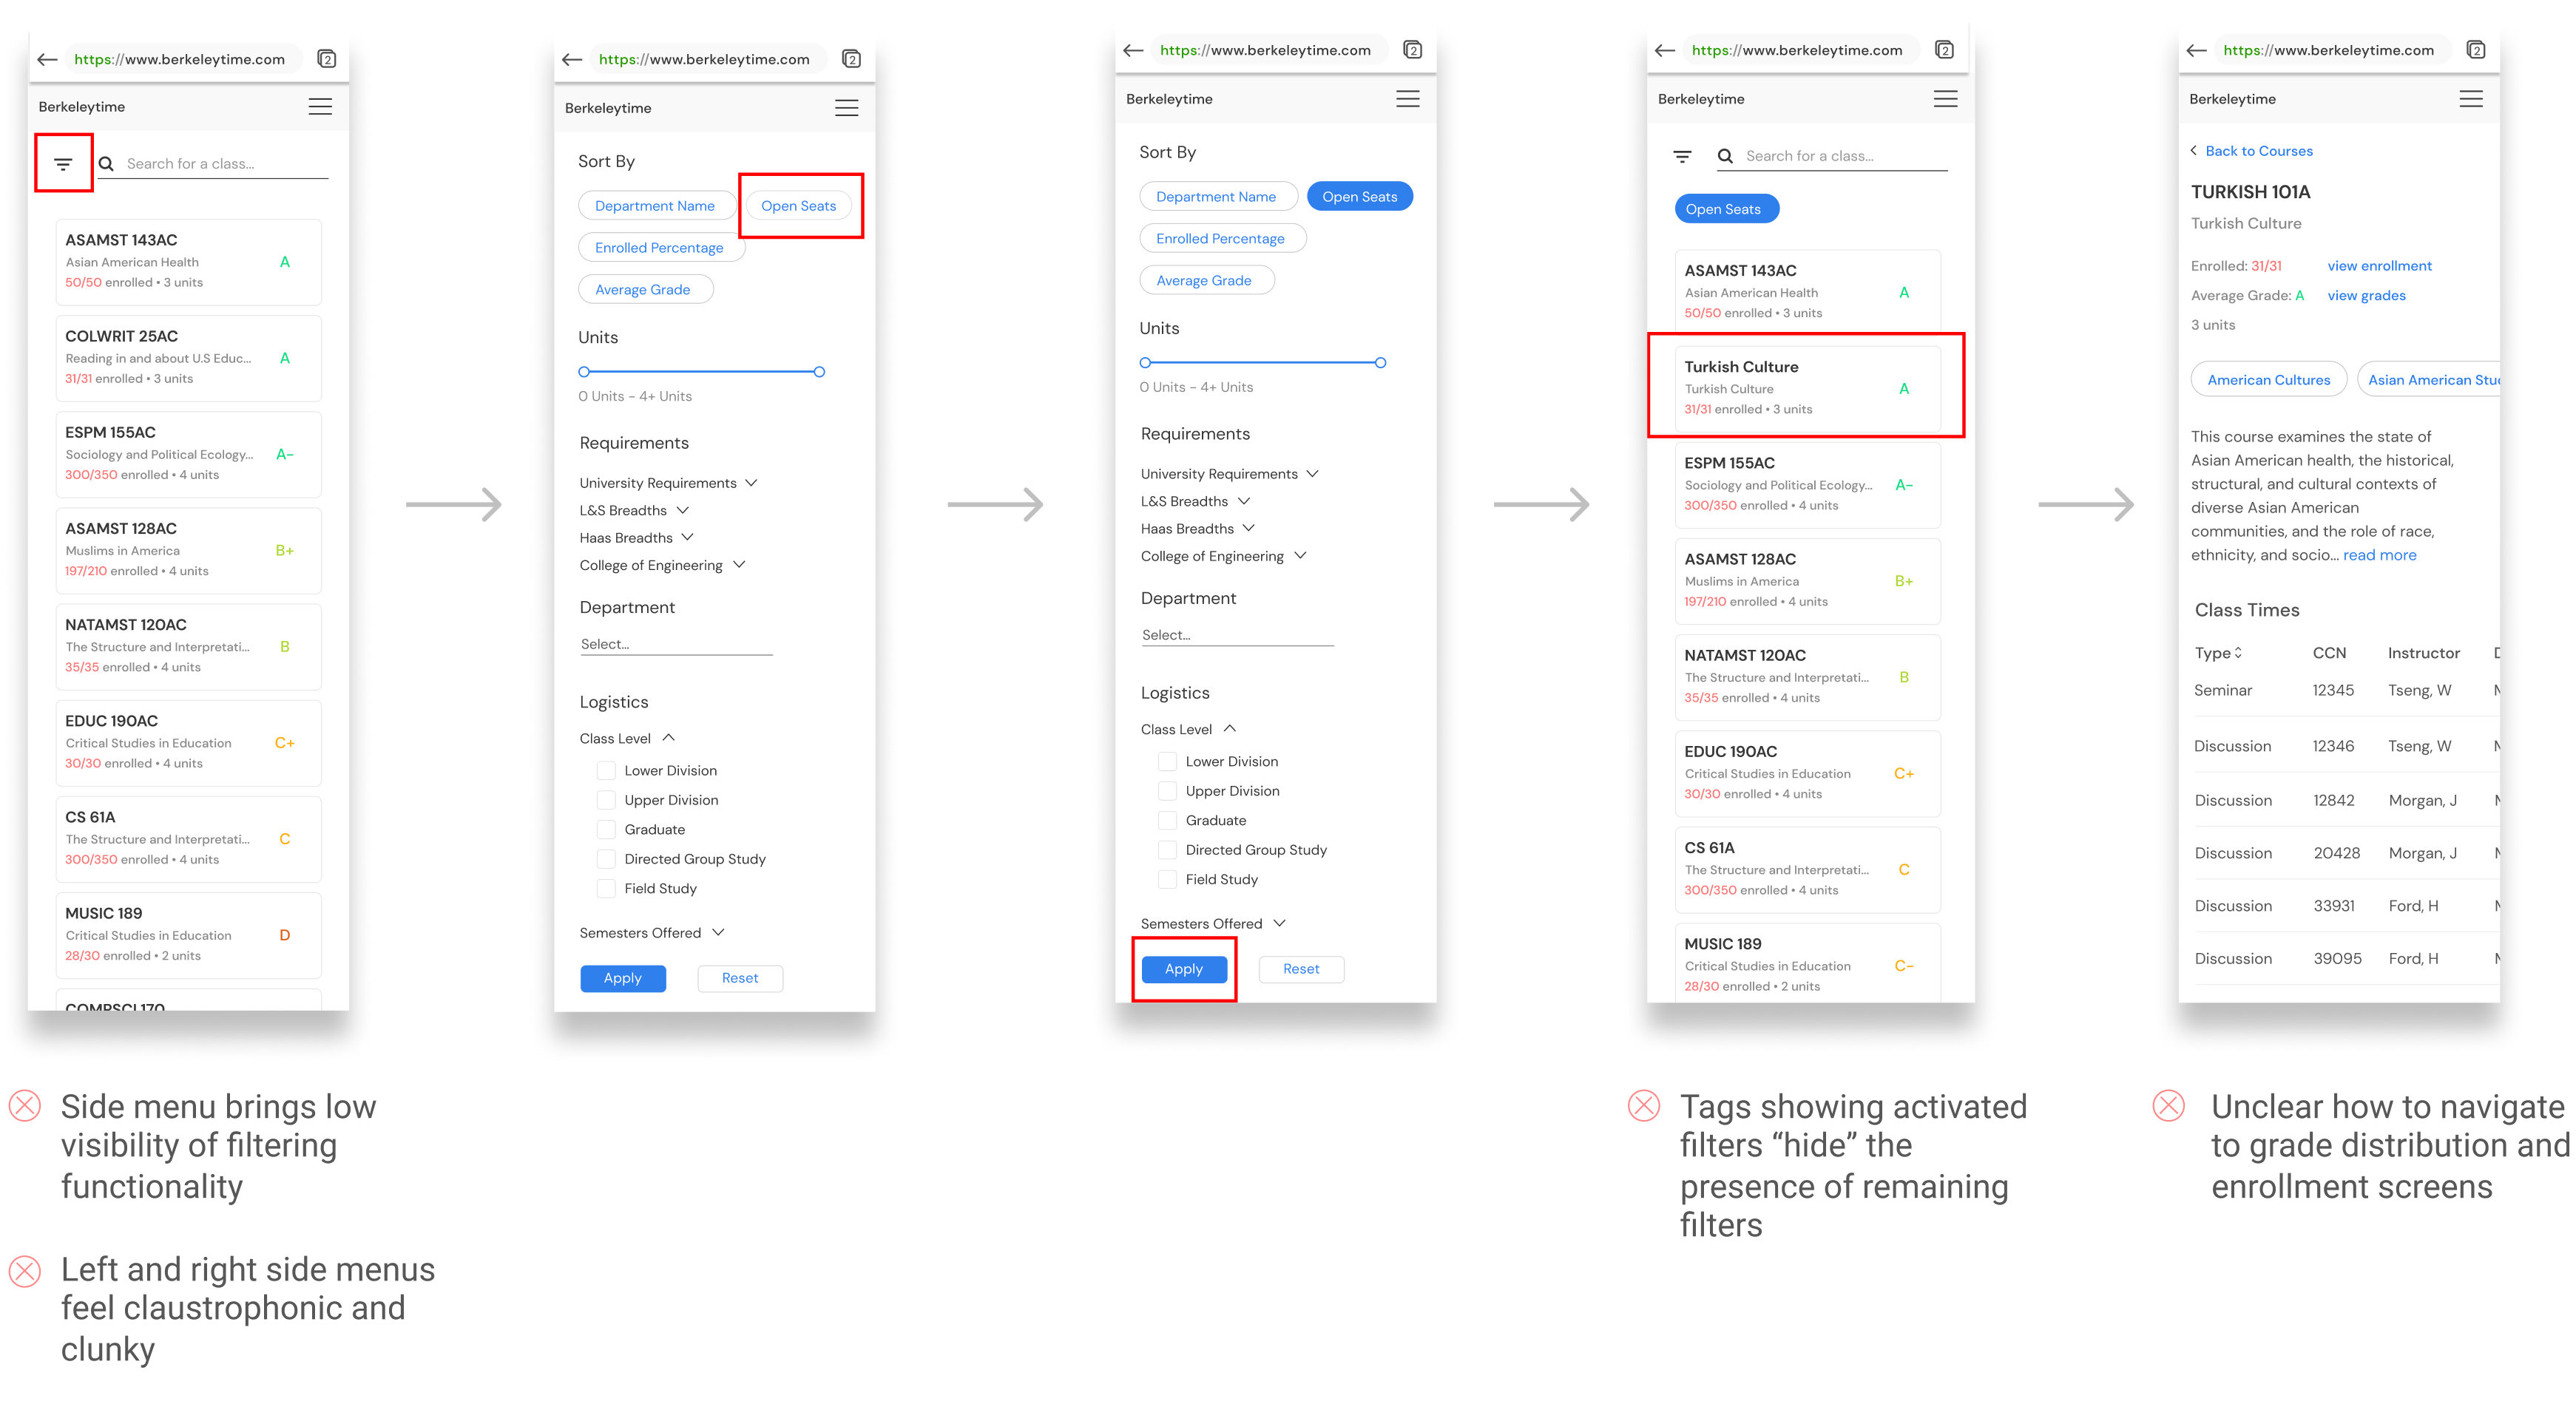 https://www.berkeleytime.com
2
Berkeleytime
Search for a class...
ASAMST 143AC
Asian American Health
A
50/50 enrolled • 3 units
COLWRIT 25AC
Reading in and about U.S Educ...
A
31/31 enrolled • 3 units
ESPM 155AC
Sociology and Political Ecology...
A-
300/350 enrolled • 4 units
ASAMST 128AC
Muslims in America
B+
197/210 enrolled • 4 units
NATAMST 120AC
The Structure and Interpretati...
B
35/35 enrolled • 4 units
EDUC 190AC
Critical Studies in Education
C+
30/30 enrolled • 4 units
CS 61A
The Structure and Interpretati...
C
300/350 enrolled • 4 units
MUSIC 189
Critical Studies in Education
D
28/30 enrolled • 2 units
COMPSCI 170
https://www.berkeleytime.com
2
Berkeleytime
Sort By
Department Name
Open Seats
Enrolled Percentage
Average Grade
Units
0 Units - 4+ Units
Requirements
University Requirements
L&S Breadths
Haas Breadths
College of Engineering
Department
Select...
Logistics
Class Level
Lower Division
Upper Division
Graduate
Directed Group Study
Field Study
Semesters Offered
Apply
Reset
https://www.berkeleytime.com
2
Berkeleytime
Sort By
Department Name
Open Seats
Enrolled Percentage
Average Grade
Units
0 Units - 4+ Units
Requirements
University Requirements
L&S Breadths
Haas Breadths
College of Engineering
Department
Select...
Logistics
Class Level
Lower Division
Upper Division
Graduate
Directed Group Study
Field Study
Semesters Offered
Apply
Reset
https://www.berkeleytime.com
2
Berkeleytime
Search for a class...
Open Seats
ASAMST 143AC
Asian American Health
A
50/50 enrolled • 3 units
Turkish Culture
Turkish Culture
A
31/31 enrolled • 3 units
ESPM 155AC
Sociology and Political Ecology...
A-
300/350 enrolled • 4 units
ASAMST 128AC
Muslims in America
B+
197/210 enrolled • 4 units
NATAMST 120AC
The Structure and Interpretati...
B
35/35 enrolled • 4 units
EDUC 190AC
Critical Studies in Education
C+
30/30 enrolled • 4 units
CS 61A
The Structure and Interpretati...
C
300/350 enrolled • 4 units
MUSIC 189
Critical Studies in Education
C-
28/30 enrolled • 2 units
https://www.berkeleytime.com
2
Berkeleytime
Back to Courses
TURKISH 101A
Turkish Culture
Enrolled: 31/31 view enrollment
Average Grade: A view grades
3 units
American Cultures
Asian American Stu
This course examines the state of
Asian American health, the historical,
structural, and cultural contexts of
diverse Asian American
communities, and the role of race,
ethnicity, and socio... read more
Class Times
Type CCN Instructor
Seminar 12345 Tseng, W
Discussion 12346 Tseng, W
Discussion 12842 Morgan, J
Discussion 20428 Morgan, J
Discussion 33931 Ford, H
Discussion 39095 Ford, H
Side menu brings low
visibility of filtering
functionality
Left and right side menus
feel claustrophonic and
clunky
Tags showing activated
filters “hide” the
presence of remaining
filters
Unclear how to navigate
to grade distribution and
enrollment screens